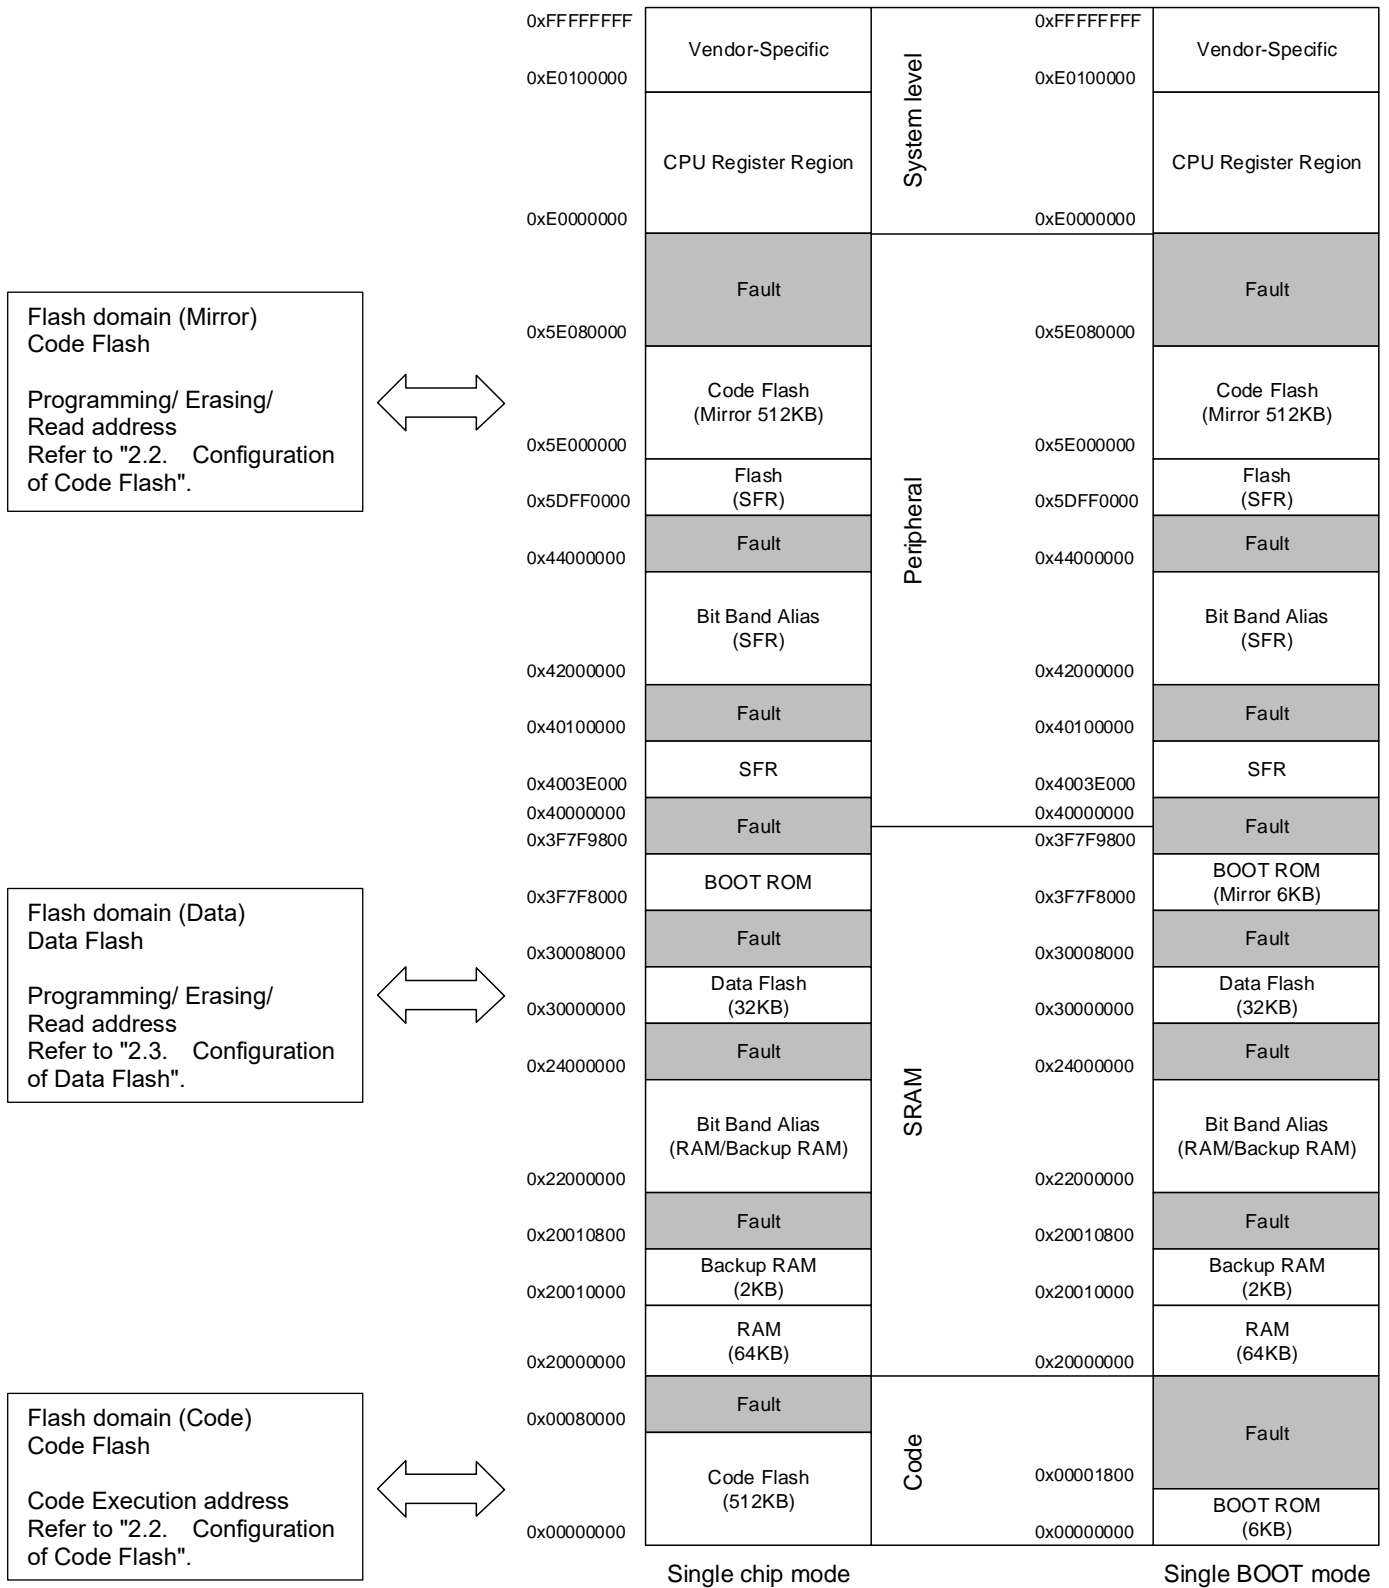 0xFFFFFFFF
Vendor-Specific
0xE0100000
CPU Register Region
0xE0000000
Fault
0x5E080000
Code Flash
(Mirror 512KB)
0x5E000000
Flash
(SFR)
0x5DFF0000
Fault
0x44000000
Bit Band Alias
(SFR)
0x42000000
Fault
0x40100000
SFR
0x4003E000
0x40000000
Fault
0x3F7F9800
BOOT ROM
0x3F7F8000
Fault
0x30008000
Data Flash
(32KB)
0x30000000
Fault
0x24000000
Bit Band Alias
(RAM/Backup RAM)
0x22000000
Fault
0x20010800
Backup RAM
(2KB)
0x20010000
RAM
(64KB)
0x20000000
Fault
0x00080000
Code Flash
(512KB)
0x00000000
Single chip mode
Flash domain (Mirror)
Code Flash
Programming/ Erasing/
Read address
Refer to "2.2. Configuration
of Code Flash".
Flash domain (Data)
Data Flash
Programming/ Erasing/
Read address
Refer to "2.3. Configuration
of Data Flash".
Flash domain (Code)
Code Flash
Code Execution address
Refer to "2.2. Configuration
of Code Flash".
System level
Peripheral
SRAM
Code
0xFFFFFFFF
Vendor-Specific
0xE0100000
CPU Register Region
0xE0000000
Fault
0x5E080000
Code Flash
(Mirror 512KB)
0x5E000000
Flash
(SFR)
0x5DFF0000
Fault
0x44000000
Bit Band Alias
(SFR)
0x42000000
Fault
0x40100000
SFR
0x4003E000
0x40000000
Fault
0x3F7F9800
BOOT ROM
(Mirror 6KB)
0x3F7F8000
Fault
0x30008000
Data Flash
(32KB)
0x30000000
Fault
0x24000000
Bit Band Alias
(RAM/Backup RAM)
0x22000000
Fault
0x20010800
Backup RAM
(2KB)
0x20010000
RAM
(64KB)
0x20000000
Fault
0x00001800
BOOT ROM
(6KB)
0x00000000
Single BOOT mode